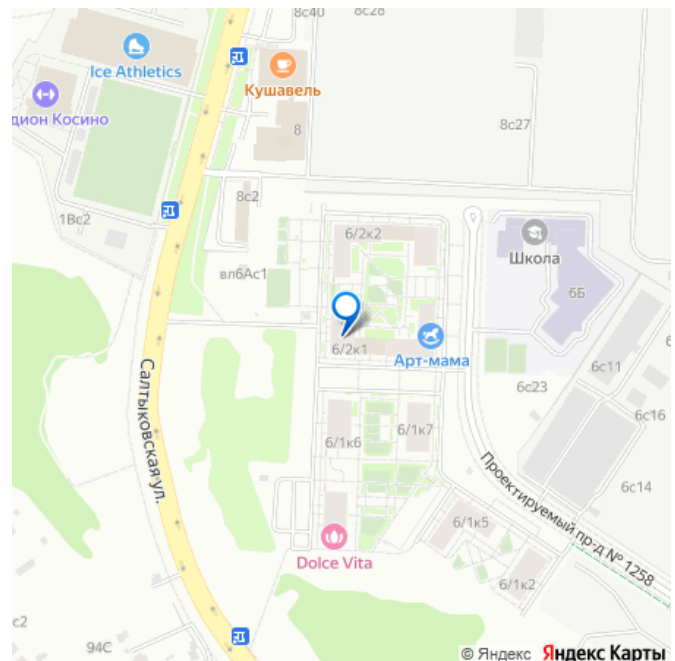 8с40
8с28
Ice Athletics
Кушавель
дион Косино
8
8с27
8с2
1Вс2
6/2к2
Школа
влбАс1
6Б
6/2к1
Арт-мама
6с11
6с23
6с16
Салтыковская ул.
6/1к6
6/1к7
Проектируемый пр-д № 1258
6с14
6/1к5
Dolce Vita
6/1к2
с2
94С
© Яндекс Яндекс Карты